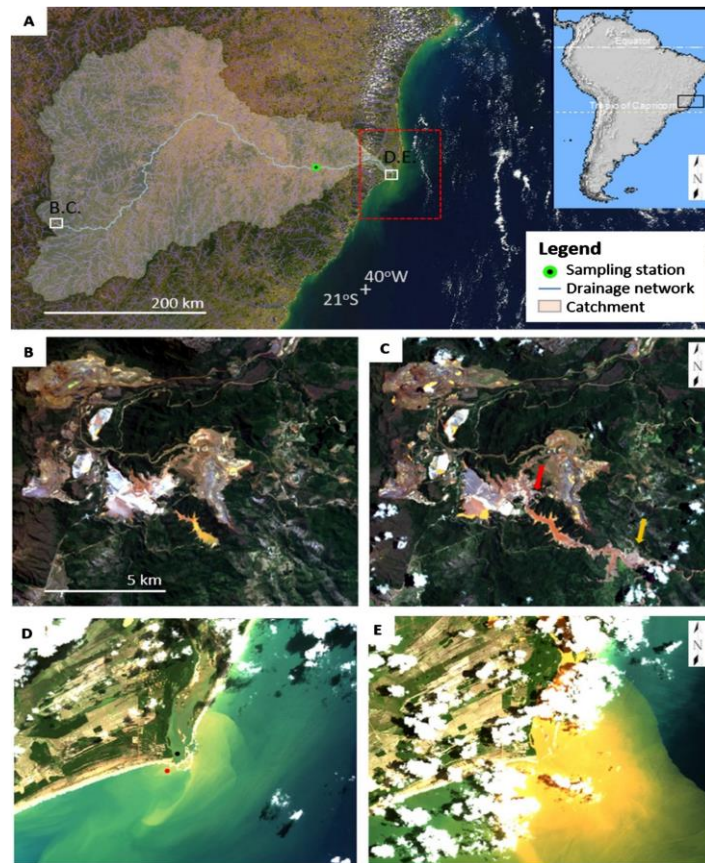 A
Equator
Tropic of Capricorn
N
B.C.
D.E.
40°W
21°S
200 km
Legend
Sampling station
Drainage network
Catchment
B
C
N
5 km
D
E
N